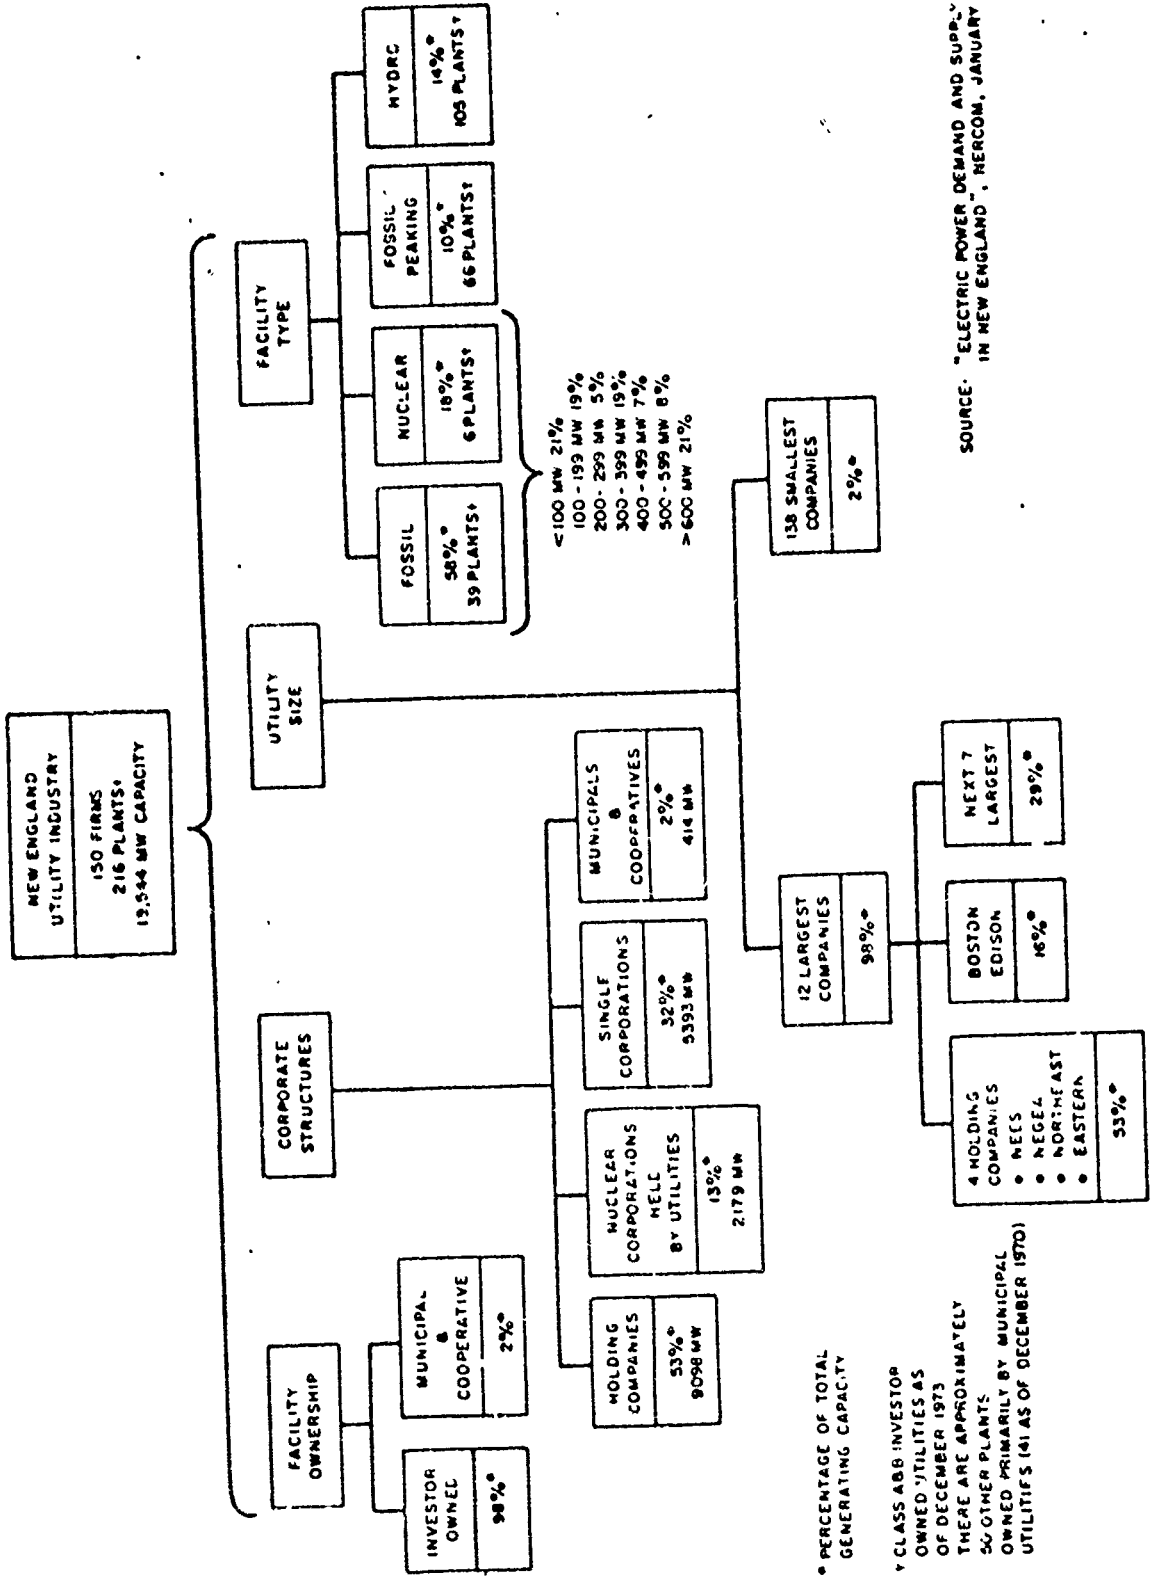 NEW ENGLAND
UTILITY INDUSTRY
150 FIRMS
216 PLANTS†
19,544 MW CAPACITY
FACILITY
OWNERSHIP
INVESTOR
OWNED
98%*
MUNICIPAL
&
COOPERATIVE
2%*
CORPORATE
STRUCTURES
HOLDING
COMPANIES
53%*
9098 MW
NUCLEAR
CORPORATIONS
HELD
BY UTILITIES
13%*
2179 MW
SINGLE
CORPORATIONS
32%*
5393 MW
MUNICIPALS
&
COOPERATIVES
2%*
414 MW
UTILITY
SIZE
12 LARGEST
COMPANIES
98%*
4 HOLDING
COMPANIES
• NEES
• NEGEA
• NORTHEAST
• EASTERN
53%*
BOSTON
EDISON
16%*
NEXT 7
LARGEST
29%*
138 SMALLEST
COMPANIES
2%*
FACILITY
TYPE
FOSSIL
58%*
39 PLANTS†
NUCLEAR
18%*
6 PLANTS†
FOSSIL
PEAKING
10%*
66 PLANTS†
HYDRO
14%*
105 PLANTS†
<100 MW 21%
100-199 MW 19%
200-299 MW 5%
300-399 MW 19%
400-499 MW 7%
500-599 MW 8%
>600 MW 21%
* PERCENTAGE OF TOTAL
GENERATING CAPACITY
† CLASS A&B INVESTOR
OWNED UTILITIES AS
OF DECEMBER 1973
THERE ARE APPROXIMATELY
50 OTHER PLANTS
OWNED PRIMARILY BY MUNICIPAL
UTILITIES (41 AS OF DECEMBER 1970)
SOURCE: "ELECTRIC POWER DEMAND AND SUPPLY
IN NEW ENGLAND", NERCOM, JANUARY